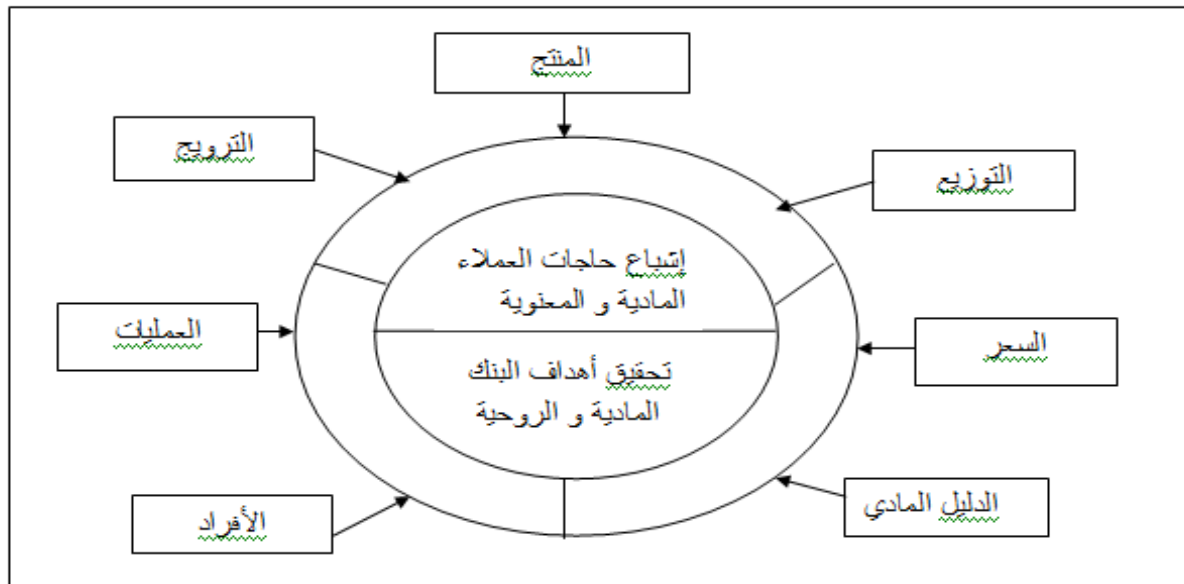 المنتج
الترويج
التوزيع
إشباع حاجات العملاء
المادية و المعنوية
العمليات
السعر
تحقيق أهداف البنك
المادية و الروحية
الدليل المادي
الأفراد